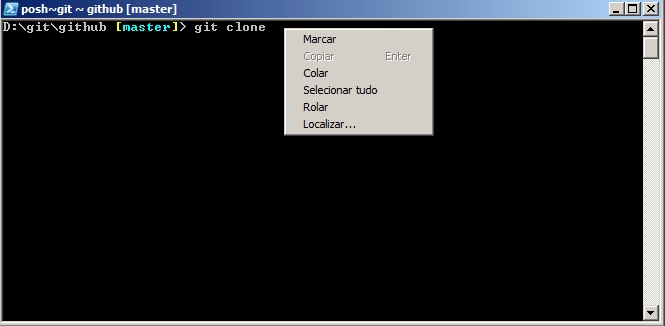 posh~git ~ github [master]
D:\git\github [master]> git clone
Marcar
Copiar Enter
Colar
Selecionar tudo
Rolar
Localizar...